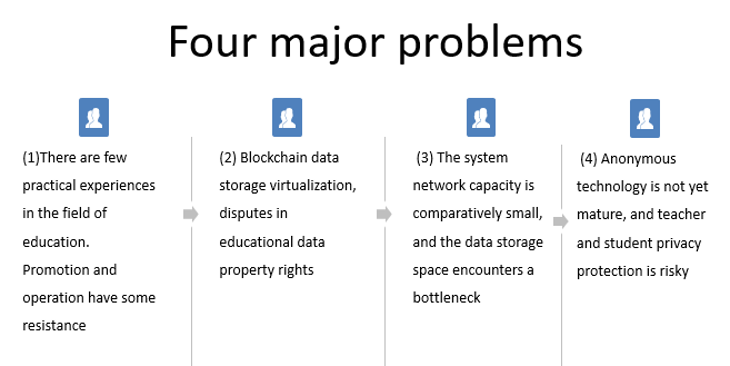 Four major problems
(1)There are few
practical experiences
in the field of
education.
Promotion and
operation have some
resistance
(2) Blockchain data
storage virtualization,
disputes in
educational data
property rights
(3) The system
network capacity is
comparatively small,
and the data storage
space encounters a
bottleneck
(4) Anonymous
technology is not yet
mature, and teacher
and student privacy
protection is risky